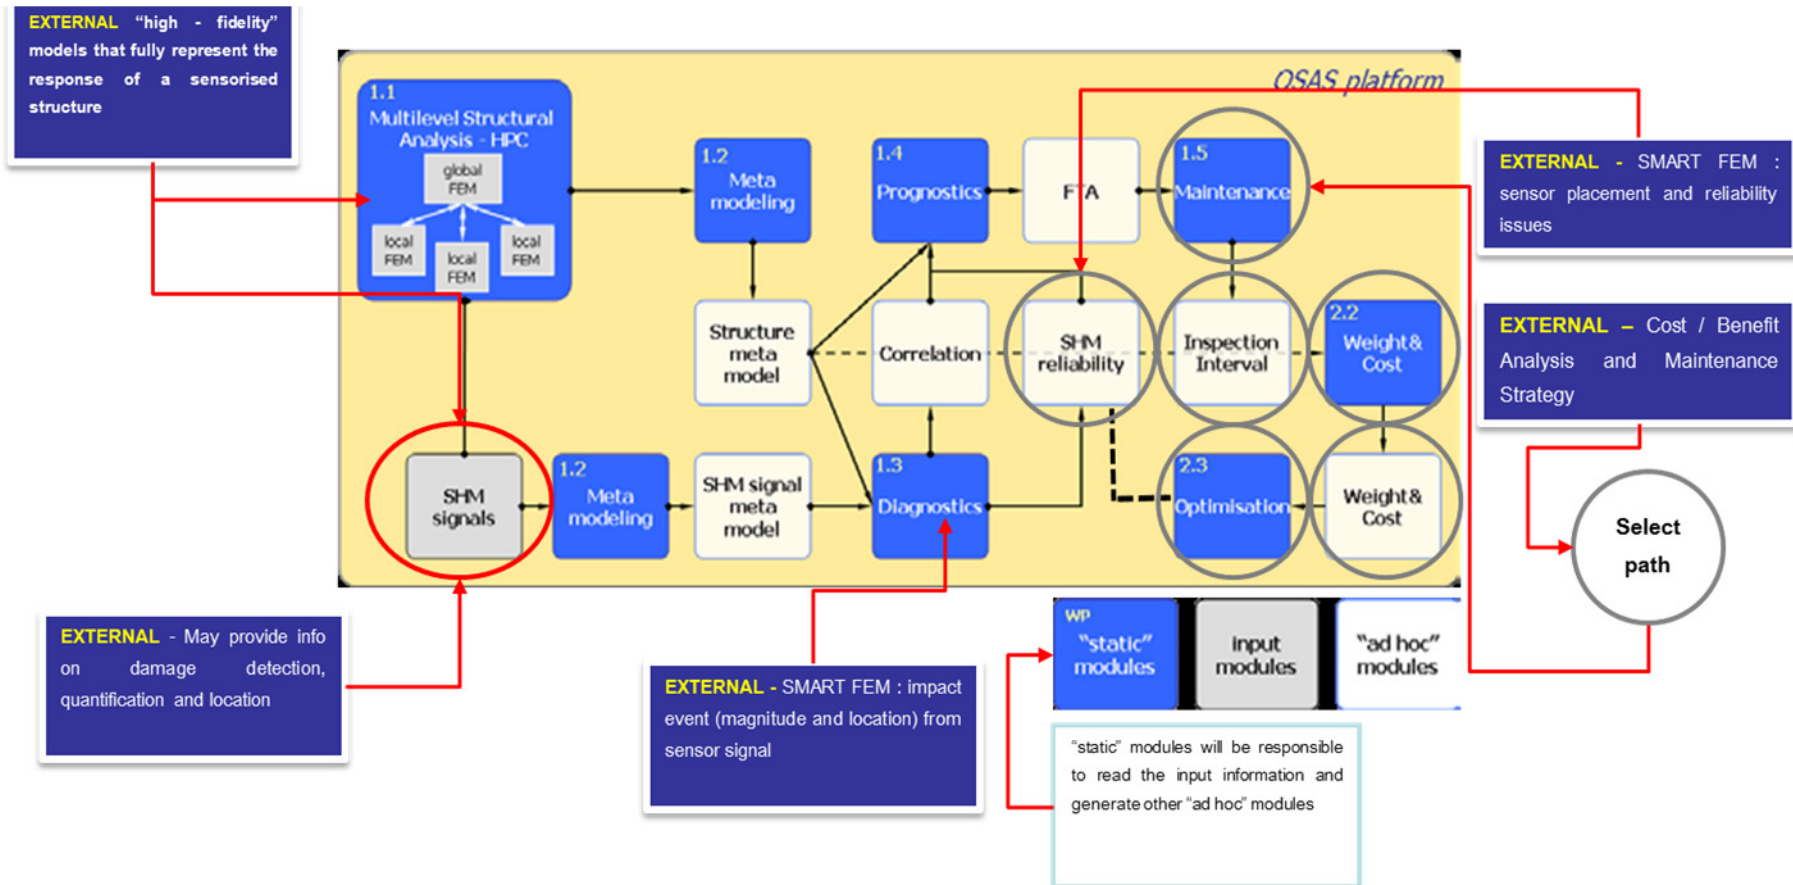 EXTERNAL “high - fidelity”
models that fully represent the
response of a sensorised
structure
OSAS platform
1.1
Multilevel Structural
Analysis - HPC
global
FEM
local
FEM
local
FEM
local
FEM
1.2
Meta
modeling
1.4
Prognostics
FTA
1.5
Maintenance
EXTERNAL - SMART FEM :
sensor placement and reliability
issues
Structure
meta
model
Correlation
SHM
reliability
Inspection
Interval
2.2
Weight&
Cost
EXTERNAL – Cost / Benefit
Analysis and Maintenance
Strategy
SHM
signals
1.2
Meta
modeling
SHM signal
meta
model
1.3
Diagnostics
2.3
Optimisation
Weight&
Cost
Select
path
EXTERNAL - May provide info
on damage detection,
quantification and location
EXTERNAL - SMART FEM : impact
event (magnitude and location) from
sensor signal
WP
“static”
modules
input
modules
“ad hoc”
modules
“static” modules will be responsible
to read the input information and
generate other “ad hoc” modules